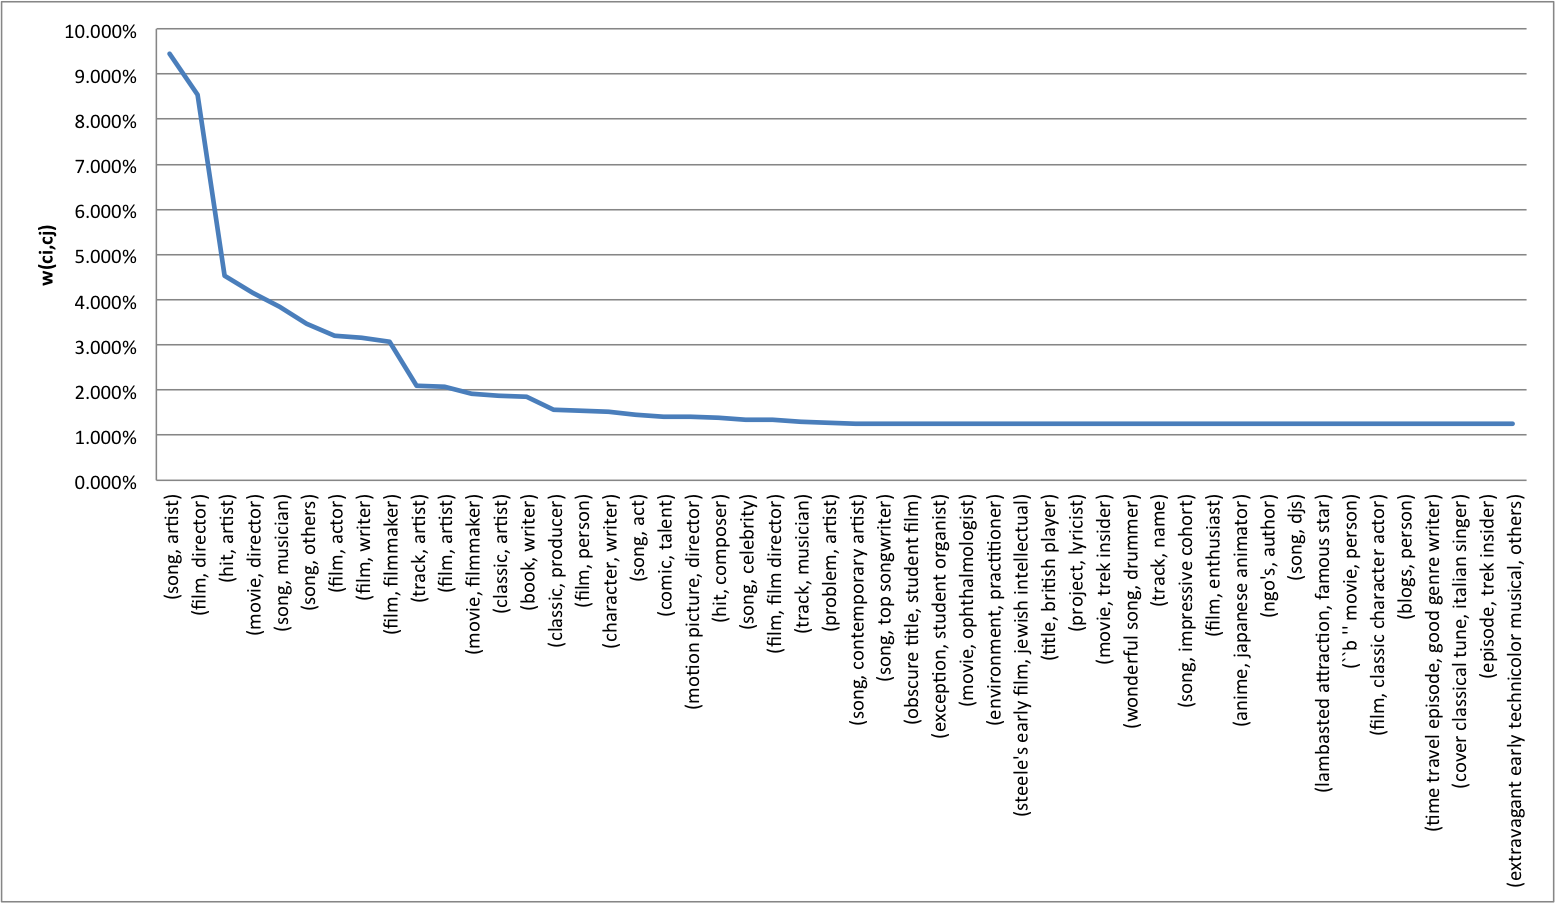 10.000%
9.000%
8.000%
7.000%
6.000%
5.000%
4.000%
3.000%
2.000%
1.000%
0.000%
w(ci,cj)
(song, artist)
(film, director)
(hit, artist)
(movie, director)
(song, musician)
(song, others)
(film, actor)
(film, writer)
(film, filmmaker)
(track, artist)
(film, artist)
(movie, filmmaker)
(classic, artist)
(book, writer)
(classic, producer)
(film, person)
(character, writer)
(song, act)
(comic, talent)
(motion picture, director)
(hit, composer)
(song, celebrity)
(film, film director)
(track, musician)
(problem, artist)
(song, contemporary artist)
(song, top songwriter)
(obscure title, student film)
(exception, student organist)
(movie, ophthalmologist)
(environment, practitioner)
(steele's early film, jewish intellectual)
(title, british player)
(project, lyricist)
(movie, trek insider)
(wonderful song, drummer)
(track, name)
(song, impressive cohort)
(film, enthusiast)
(anime, japanese animator)
(ngo's, author)
(song, djs)
(lambasted attraction, famous star)
(``b '' movie, person)
(film, classic character actor)
(blogs, person)
(time travel episode, good genre writer)
(cover classical tune, italian singer)
(episode, trek insider)
(extravagant early technicolor musical, others)